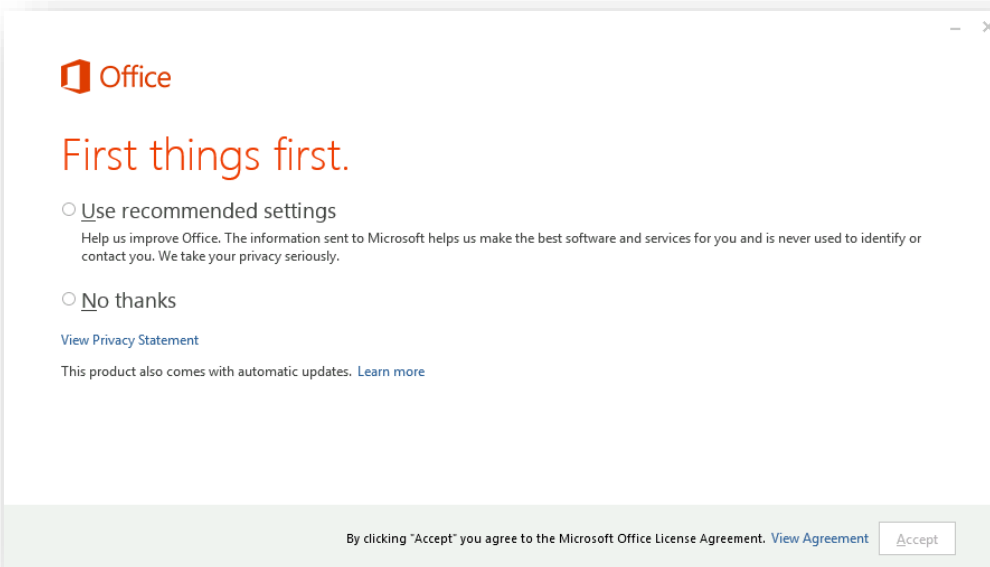 Office
First things first.
Use recommended settings
Help us improve Office. The information sent to Microsoft helps us make the best software and services for you and is never used to identify or
contact you. We take your privacy seriously.
No thanks
View Privacy Statement
This product also comes with automatic updates. Learn more
By clicking "Accept" you agree to the Microsoft Office License Agreement. View Agreement Accept